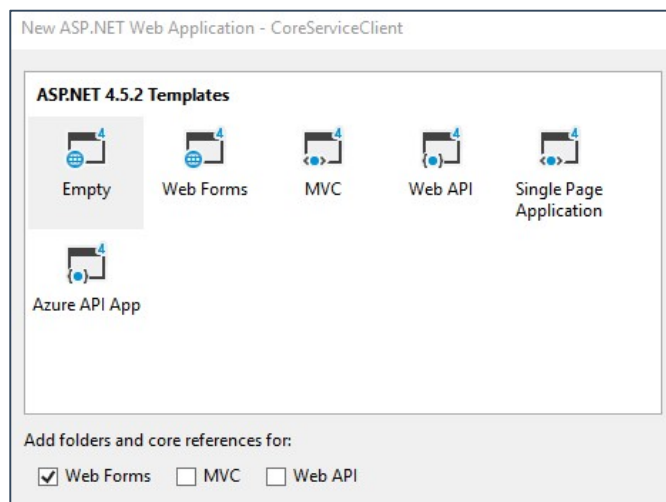 New ASP.NET Web Application - CoreServiceClient
ASP.NET 4.5.2 Templates
4 4 4 4 4
Empty Web Forms MVC Web API Single Page
Application
4
Azure API App
Add folders and core references for:
Web Forms MVC Web API